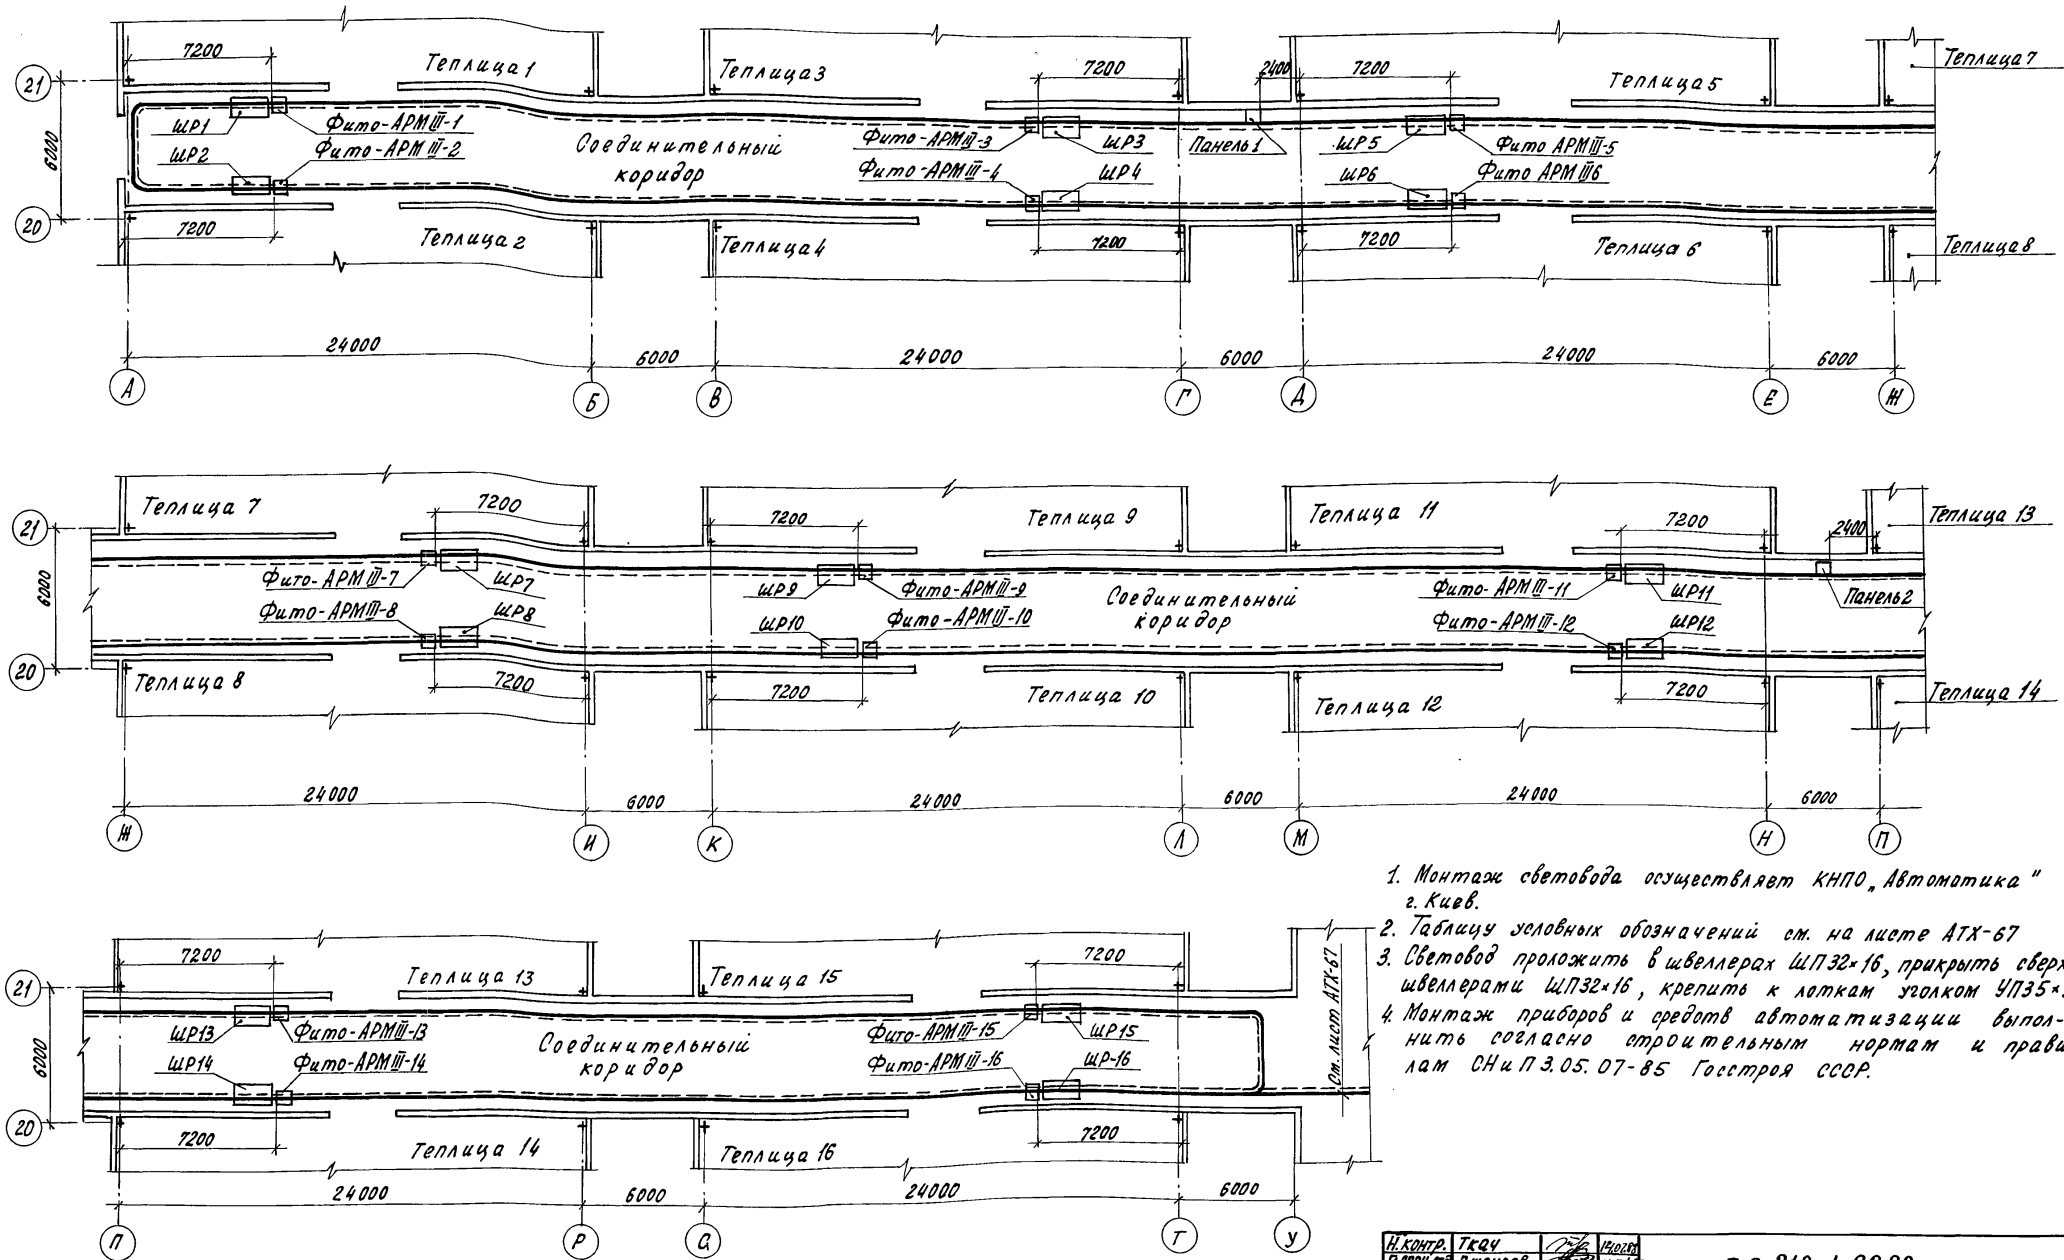 7200
Теплица 1
Теплица 3
7200
2400
7200
Теплица 5
Теплица 7
21
6000
20
ШР1
Фито-АРМ III-1
ШР2
Фито-АРМ III-2
Соединительный
коридор
Фито-АРМ III-3
ШР3
Панель 1
ШР5
Фито АРМ III-5
Фито-АРМ III-4
ШР4
ШР6
Фито АРМ III 6
7200
Теплица 2
Теплица 4
7200
7200
Теплица 6
Теплица 8
24000
6000
24000
6000
24000
6000
А
Б
В
Г
Д
Е
Ж
Теплица 7
7200
7200
Теплица 9
Теплица 11
7200
2400
Теплица 13
21
6000
20
Фито-АРМ III-7
ШР7
ШР9
Фито-АРМ III-9
Соединительный
коридор
Фито-АРМ III-11
ШР11
Панель 2
Фито-АРМ III-8
ШР8
ШР10
Фито-АРМ III-10
Фито-АРМ III-12
ШР12
Теплица 8
7200
7200
Теплица 10
Теплица 12
7200
Теплица 14
24000
6000
24000
6000
24000
6000
Ж
И
К
Л
М
Н
П
1. Монтаж световода осуществляет КНПО „Автоматика"
г. Киев.
2. Таблицу условных обозначений см. на листе АТХ-67
3. Световод проложить в швеллерах ШП32×16, прикрыть сверх
швеллерами ШП32×16, крепить к лоткам уголком УП35×
4. Монтаж приборов и средств автоматизации выпол-
нить согласно строительным нормам и прави
лам СНиП 3.05.07-85 Госстроя СССР.
7200
Теплица 13
Теплица 15
7200
См. лист АТХ-67
21
6000
20
ШР13
Фито-АРМ III-13
ШР14
Фито-АРМ III-14
Соединительный
коридор
Фито-АРМ III-15
ШР15
Фито-АРМ III-16
ШР-16
7200
Теплица 14
Теплица 16
7200
24000
6000
24000
6000
П
Р
С
Т
У
Н.контр. Ткач